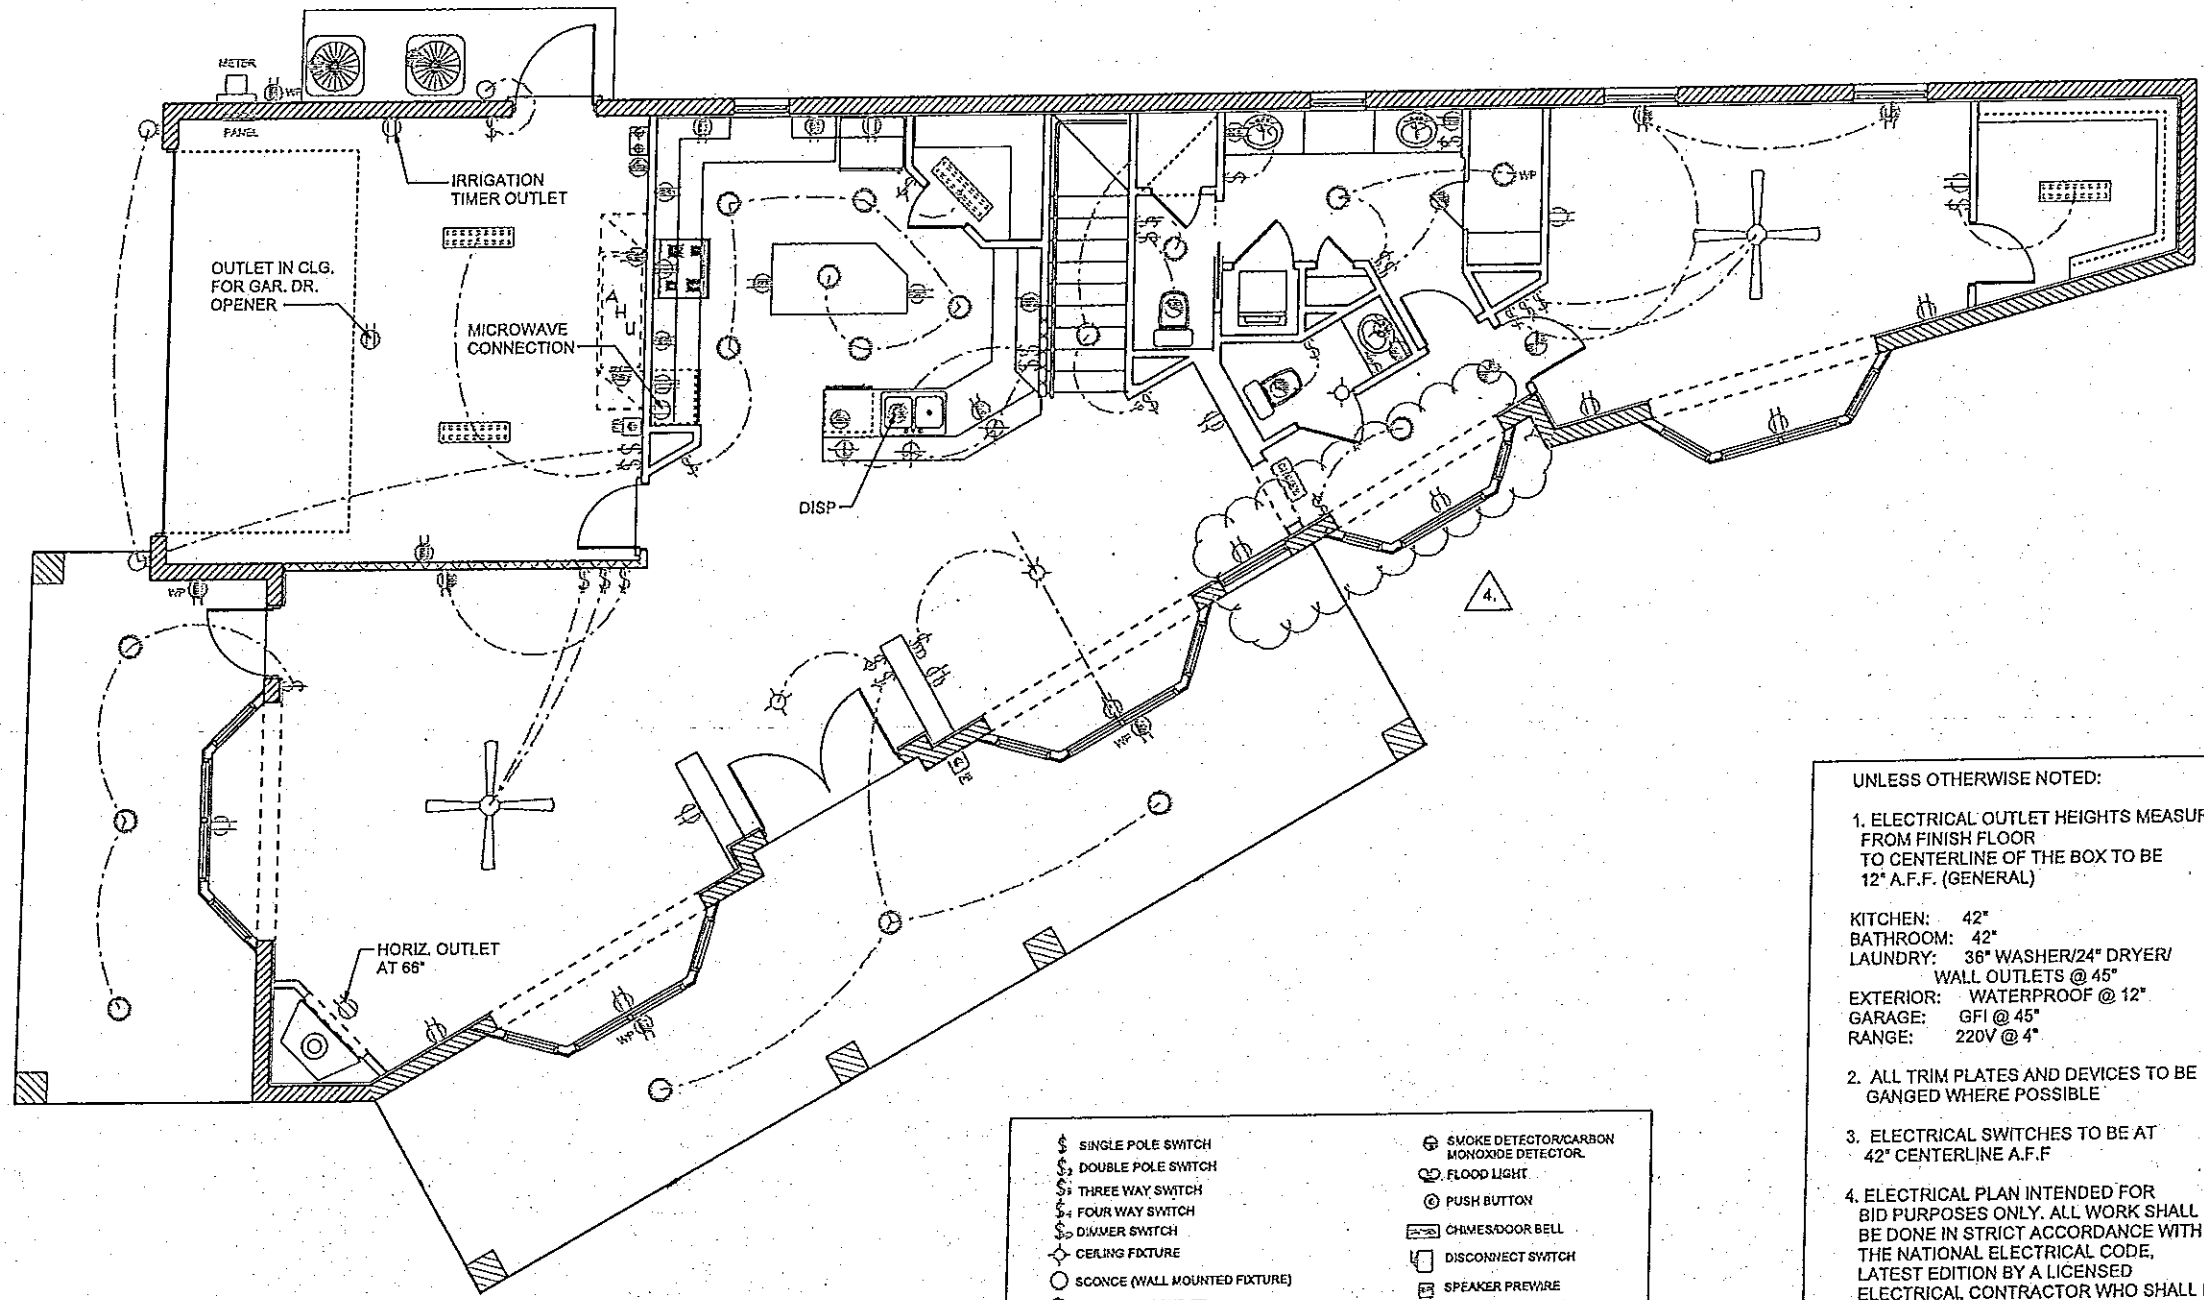 METER
WP
PANEL
IRRIGATION
TIMER OUTLET
OUTLET IN CLG.
FOR GAR. DR.
OPENER
A
H
U
MICROWAVE
CONNECTION
WP
DISP
CHIMES
4.
WP
WP
HORIZ. OUTLET
AT 66"
WP
UNLESS OTHERWISE NOTED:
1. ELECTRICAL OUTLET HEIGHTS MEASUR
FROM FINISH FLOOR
TO CENTERLINE OF THE BOX TO BE
12" A.F.F. (GENERAL)
KITCHEN: 42"
BATHROOM: 42"
LAUNDRY: 36" WASHER/24" DRYER/
WALL OUTLETS @ 45"
EXTERIOR: WATERPROOF @ 12"
GARAGE: GFI @ 45"
RANGE: 220V @ 4"
2. ALL TRIM PLATES AND DEVICES TO BE
GANGED WHERE POSSIBLE
3. ELECTRICAL SWITCHES TO BE AT
42" CENTERLINE A.F.F
4. ELECTRICAL PLAN INTENDED FOR
BID PURPOSES ONLY. ALL WORK SHALL
BE DONE IN STRICT ACCORDANCE WITH
THE NATIONAL ELECTRICAL CODE,
LATEST EDITION BY A LICENSED
ELECTRICAL CONTRACTOR WHO SHALL
SINGLE POLE SWITCH
DOUBLE POLE SWITCH
THREE WAY SWITCH
FOUR WAY SWITCH
DIMMER SWITCH
CEILING FIXTURE
SCONCE (WALL MOUNTED FIXTURE)
SMOKE DETECTOR/CARBON
MONOXIDE DETECTOR.
FLOOD LIGHT
PUSH BUTTON
CHIMES/DOOR BELL
DISCONNECT SWITCH
SPEAKER PREWIRE